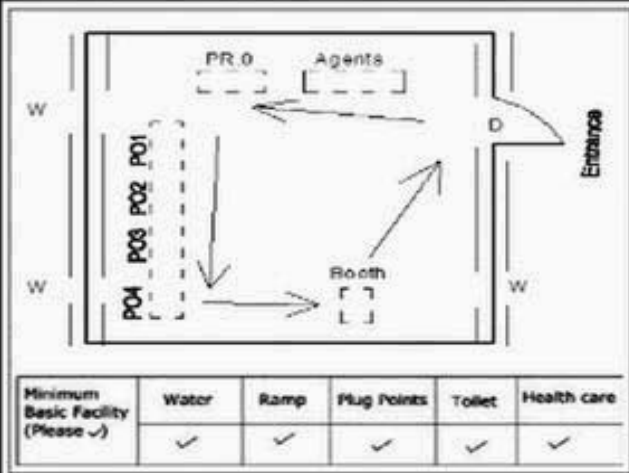 PR.0 Agents
W
D
Entrance
PO1
PO2
PO3
PO4
Booth
W
W
Minimum Basic Facility (Please ✓) Water Ramp Plug Points Toilet Health care
✓ ✓ ✓ ✓ ✓